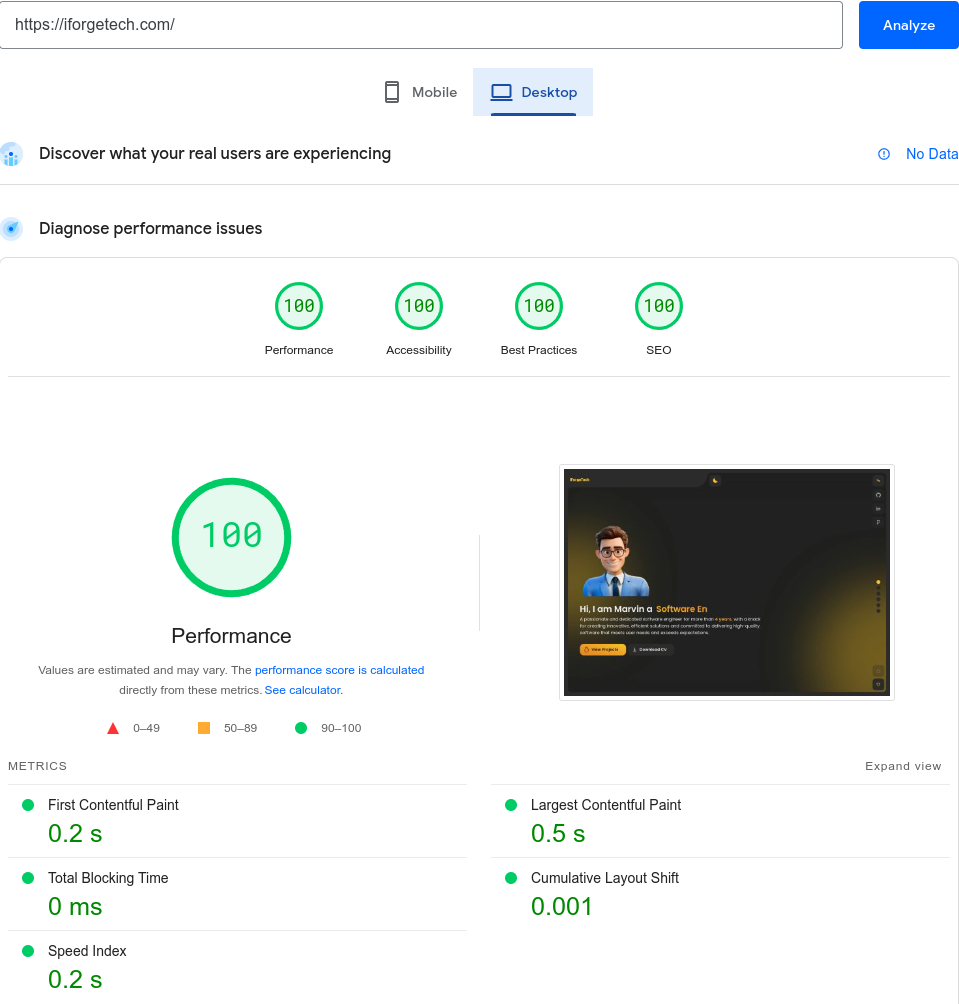 https://iforgetech.com/
Analyze
Mobile
Desktop
Discover what your real users are experiencing
No Data
Diagnose performance issues
100
100
100
100
Performance
Accessibility
Best Practices
SEO
100
Performance
Values are estimated and may vary. The performance score is calculated
directly from these metrics. See calculator.
0–49
50–89
90–100
iForgeTech
Hi, I am Marvin a Software En
A passionate and dedicated software engineer for more than 4 years, with a knack
for creating innovative, efficient solutions and committed to delivering high-quality
software that meets user needs and exceeds expectations.
View Projects
Download CV
METRICS
Expand view
First Contentful Paint
0.2 s
Largest Contentful Paint
0.5 s
Total Blocking Time
0 ms
Cumulative Layout Shift
0.001
Speed Index
0.2 s